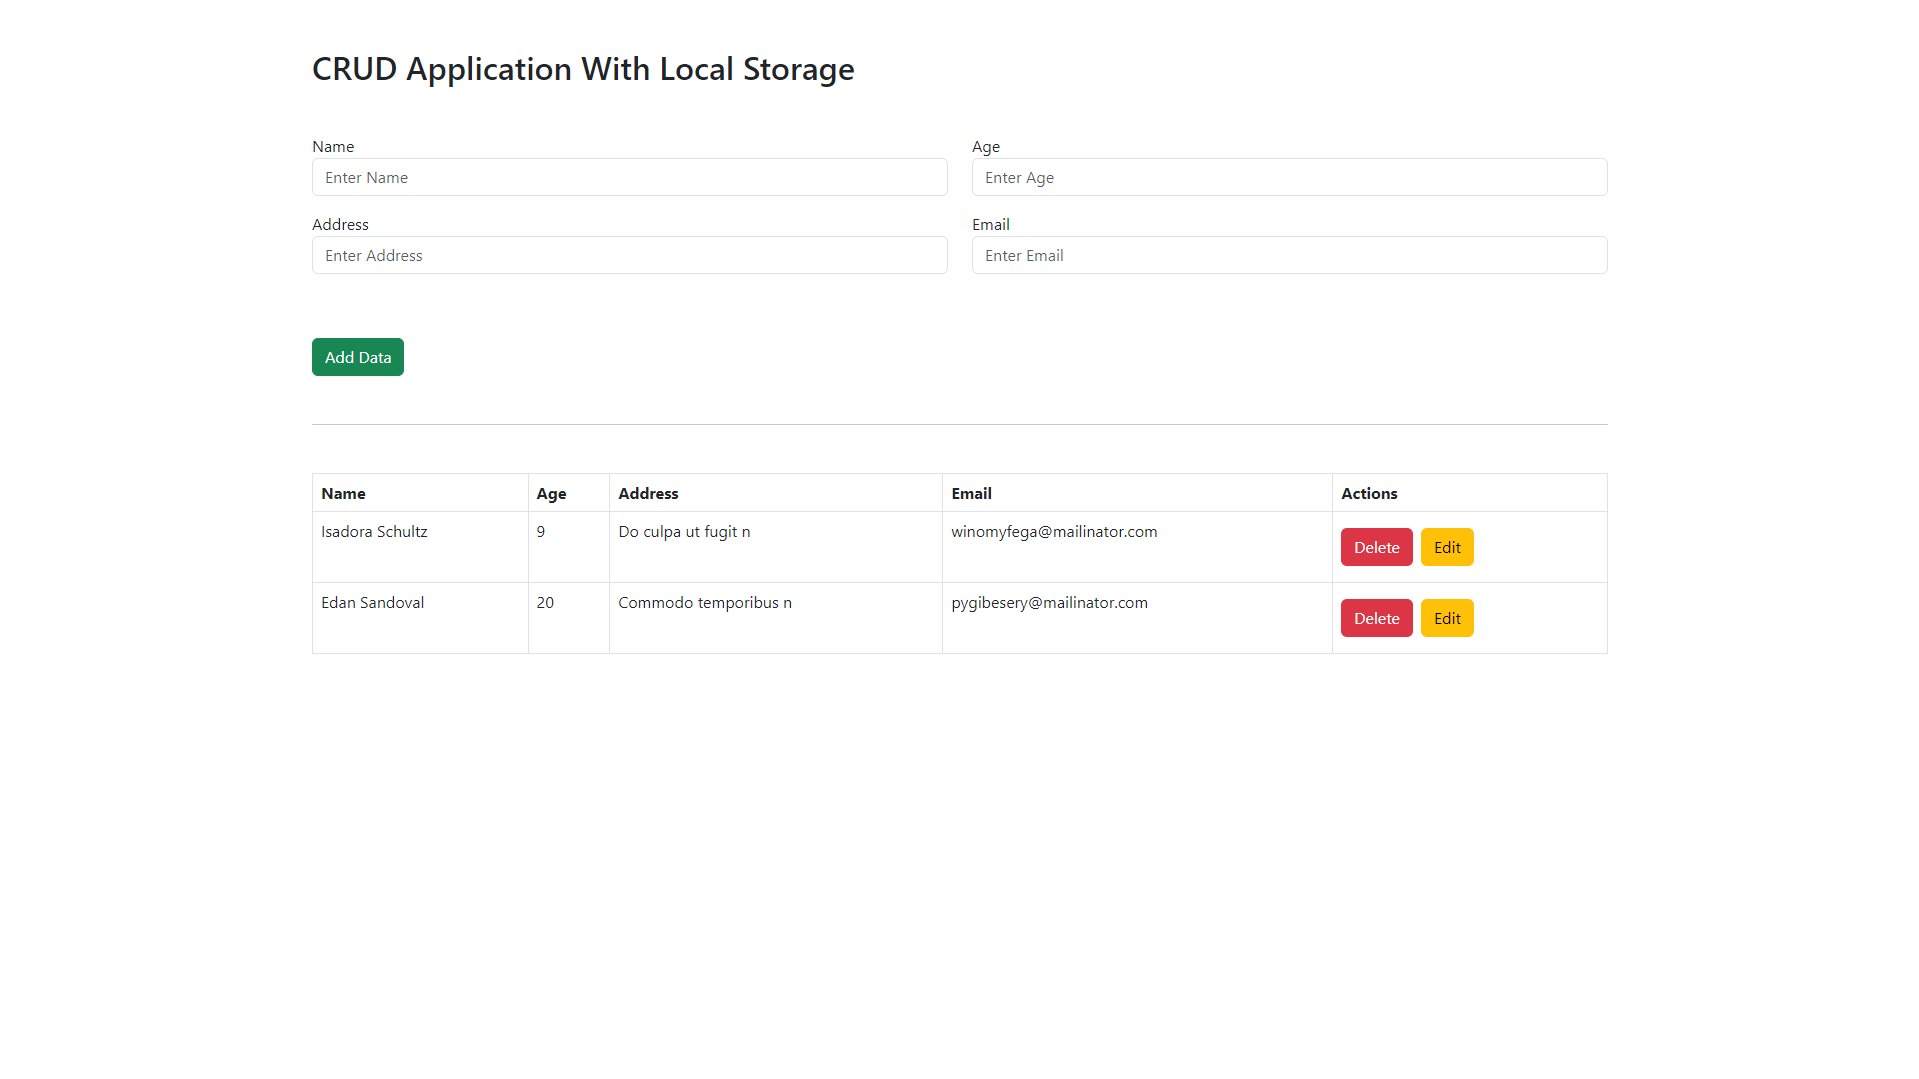 CRUD Application With Local Storage
Name Age
Enter Name Enter Age
Address Email
Enter Address Enter Email
Add Data
Name Age Address Email Actions
Isadora Schultz 9 Do culpa ut fugit n winomyfega@mailinator.com Delete Edit
Edan Sandoval 20 Commodo temporibus n pygibesery@mailinator.com Delete Edit